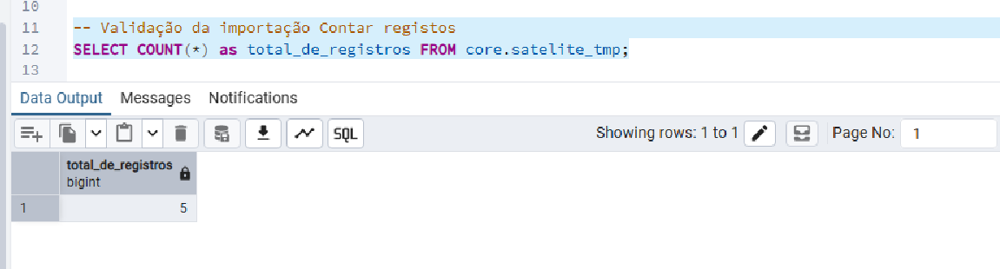 10
11 -- Validação da importação Contar registos
12 SELECT COUNT(*) as total_de_registros FROM core.satelite_tmp;
13
Data Output Messages Notifications
SQL Showing rows: 1 to 1 Page No: 1
total_de_registros
bigint
1 5